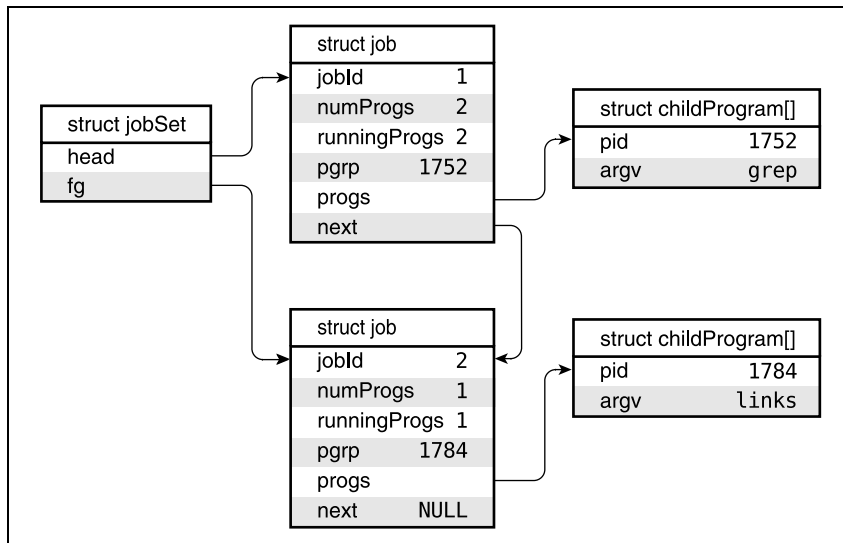 struct jobSet
head
fg
struct job
jobId 1
numProgs 2
runningProgs 2
pgrp 1752
progs
next
struct childProgram[]
pid 1752
argv grep
struct job
jobId 2
numProgs 1
runningProgs 1
pgrp 1784
progs
next NULL
struct childProgram[]
pid 1784
argv links